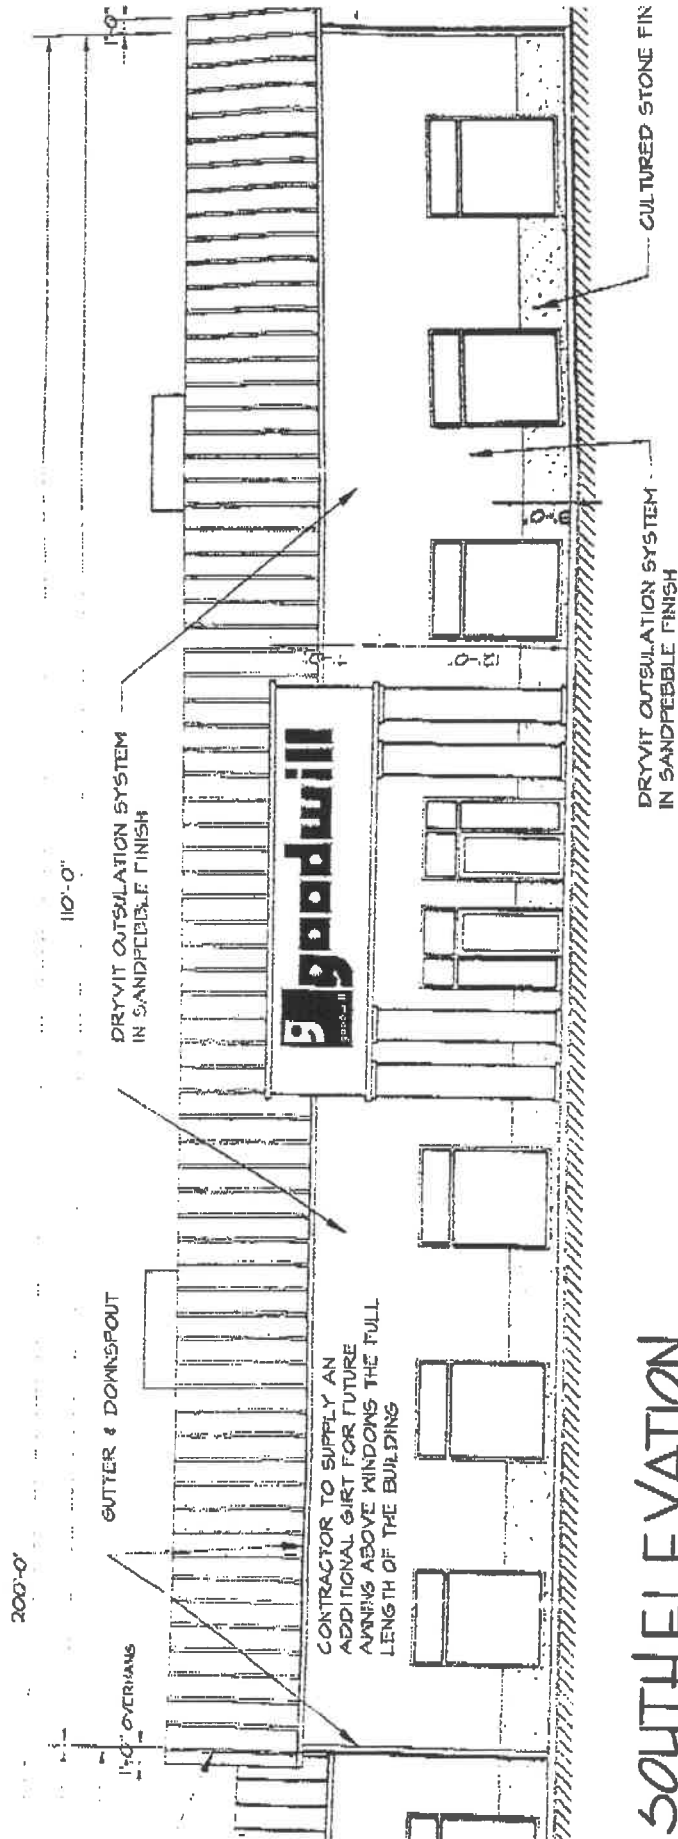 200'-0"
110'-0"
1'-0" OVERHANG
1'-0"
GUTTER & DOWNSPOUT
DRYVIT OUTSULATION SYSTEM
IN SANDPEBBLE FINISH
CONTRACTOR TO SUPPLY AN
ADDITIONAL GIRT FOR FUTURE
AWNING ABOVE WINDOWS THE FULL
LENGTH OF THE BUILDING
g
goodwill
goodwill
12'-0"
3'-0"
DRYVIT OUTSULATION SYSTEM
IN SANDPEBBLE FINISH
CULTURED STONE FIN
SOUTH ELEVATION